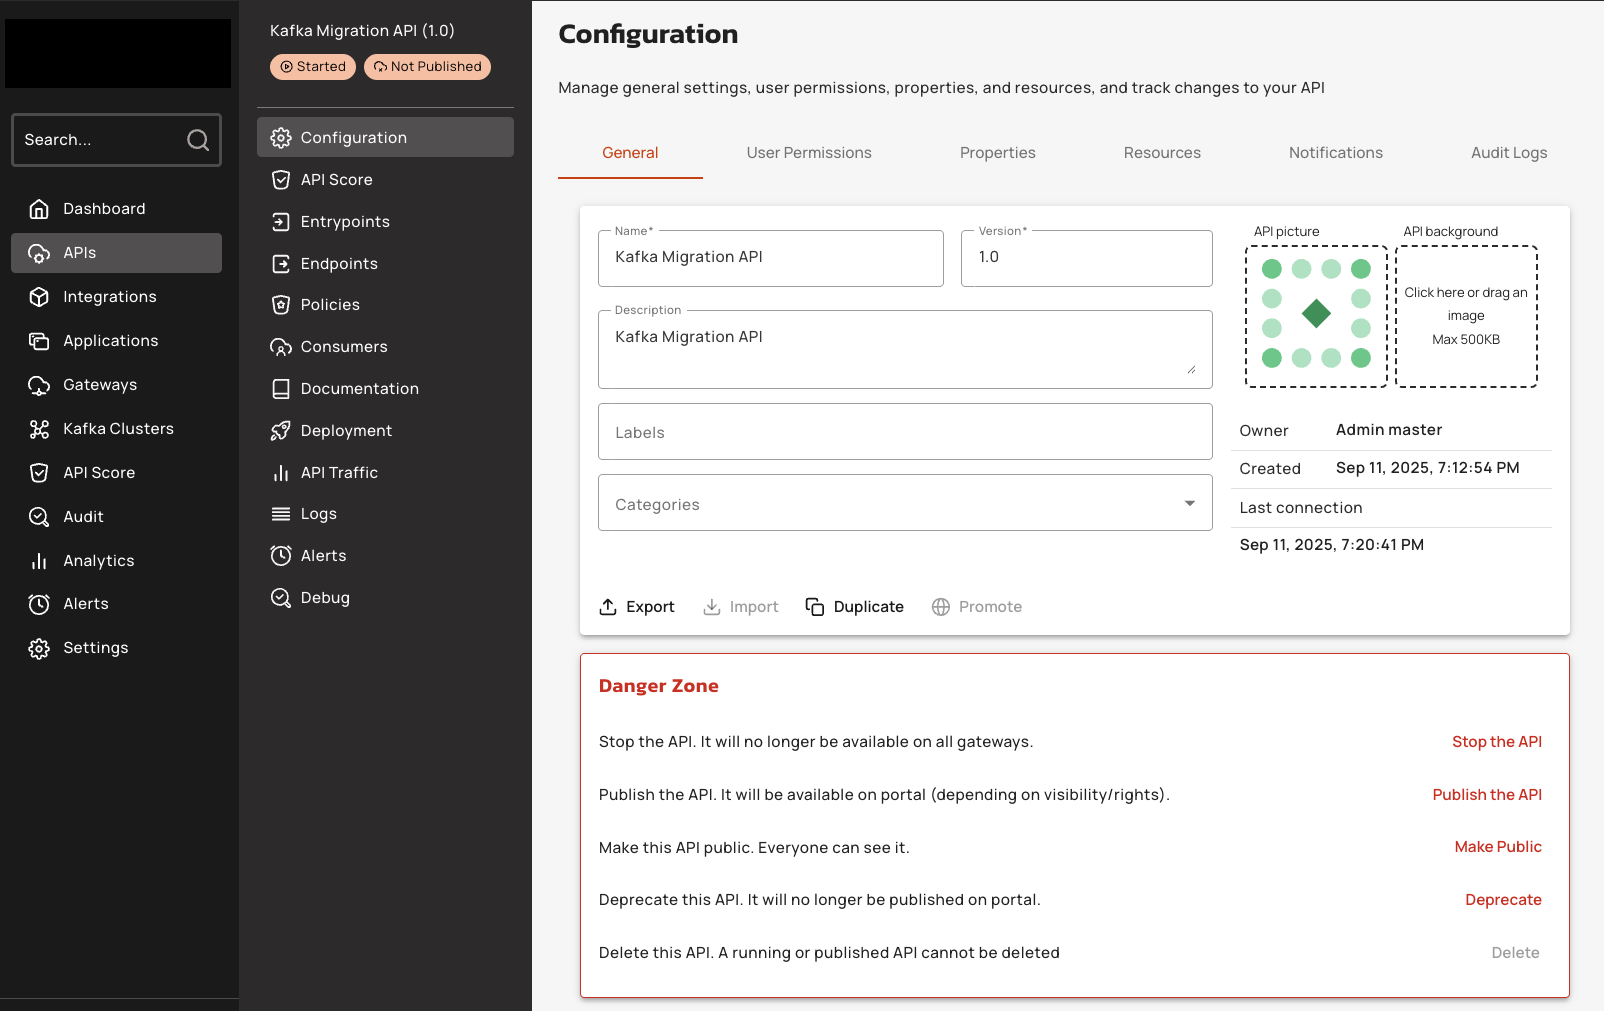 Search...
Dashboard
APIs
Integrations
Applications
Gateways
Kafka Clusters
API Score
Audit
Analytics
Alerts
Settings
Kafka Migration API (1.0)
Started
Not Published
Configuration
API Score
Entrypoints
Endpoints
Policies
Consumers
Documentation
Deployment
API Traffic
Logs
Alerts
Debug
Configuration
Manage general settings, user permissions, properties, and resources, and track changes to your API
General
User Permissions
Properties
Resources
Notifications
Audit Logs
Name*
Kafka Migration API
Version*
1.0
Description
Kafka Migration API
Labels
Categories
API picture
API background
Click here or drag an
image
Max 500KB
Owner
Admin master
Created
Sep 11, 2025, 7:12:54 PM
Last connection
Sep 11, 2025, 7:20:41 PM
Export
Import
Duplicate
Promote
Danger Zone
Stop the API. It will no longer be available on all gateways.
Stop the API
Publish the API. It will be available on portal (depending on visibility/rights).
Publish the API
Make this API public. Everyone can see it.
Make Public
Deprecate this API. It will no longer be published on portal.
Deprecate
Delete this API. A running or published API cannot be deleted
Delete